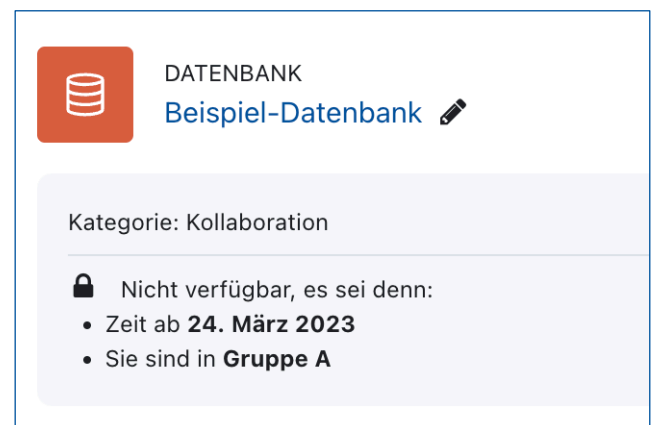 DATENBANK
Beispiel-Datenbank
Kategorie: Kollaboration
Nicht verfügbar, es sei denn:
• Zeit ab 24. März 2023
• Sie sind in Gruppe A